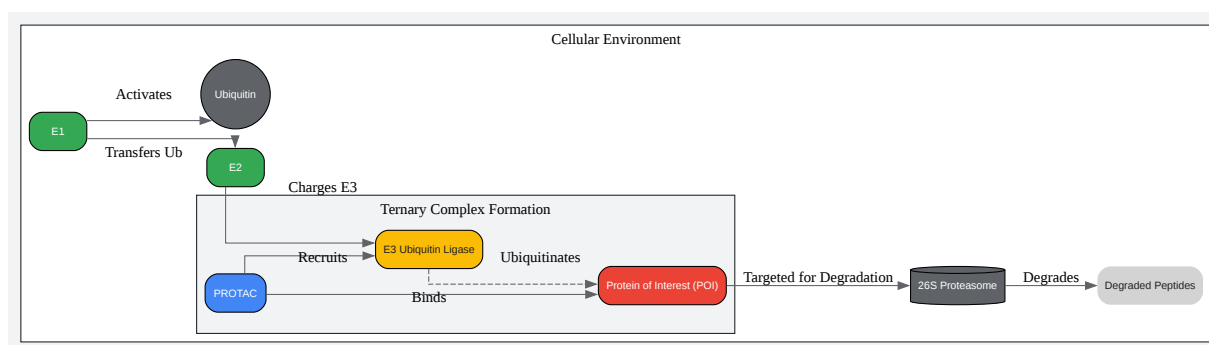 Cellular Environment
Activates
Ubiquitin
E1
Transfers Ub
E2
Charges E3
Ternary Complex Formation
E3 Ubiquitin Ligase
Recruits
Ubiquitinates
PROTAC
Binds
Protein of Interest (POI)
Targeted for Degradation
26S Proteasome
Degrades
Degraded Peptides